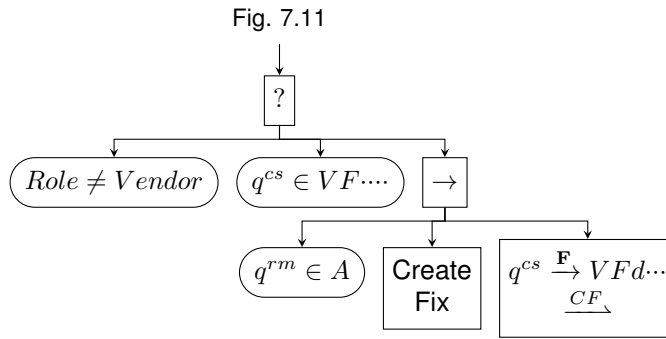 Fig. 7.11
?
Role ≠ Vendor
q^cs ∈ VF····
→
q^rm ∈ A
Create
Fix
q^cs —F→ VFd···
CF⇀